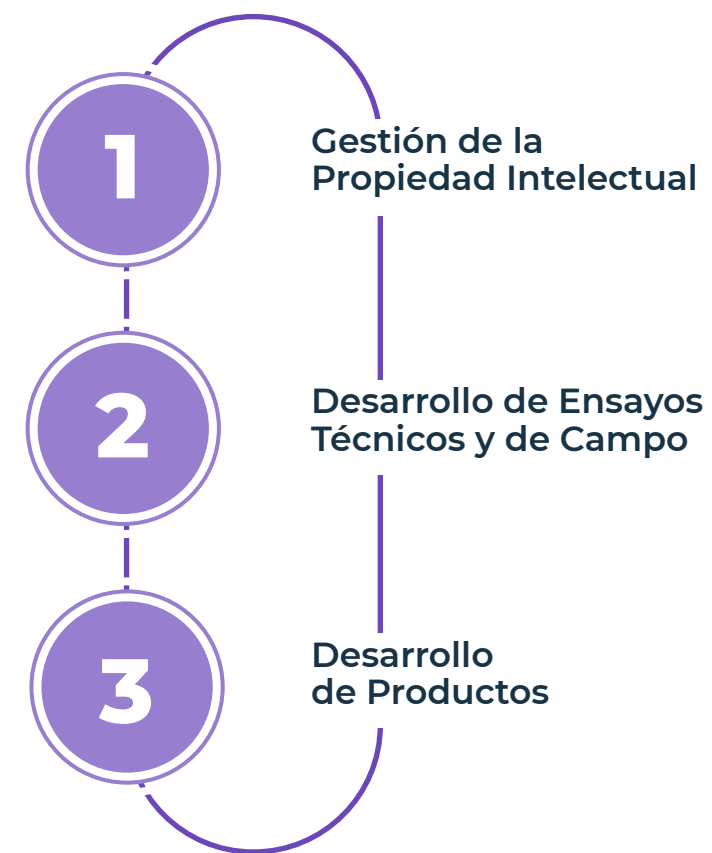 1
Gestión de la
Propiedad Intelectual
2
Desarrollo de Ensayos
Técnicos y de Campo
3
Desarrollo
de Productos